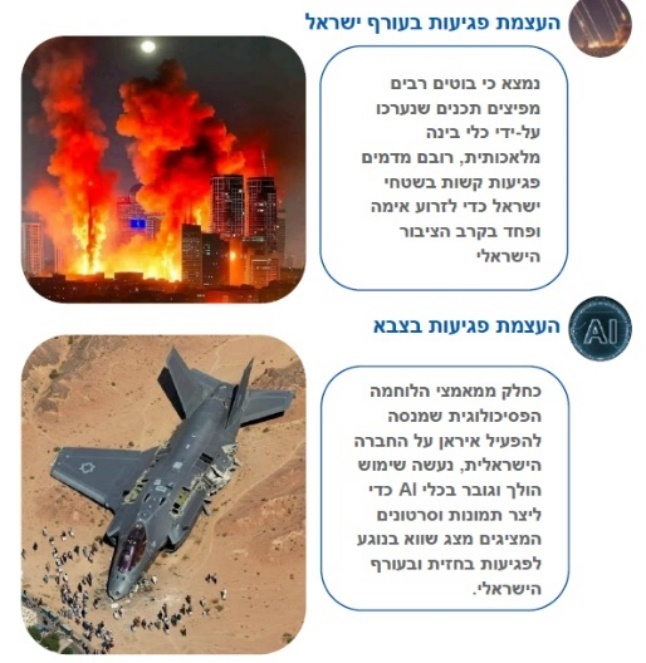 העצמת פגיעות בעורף ישראל
נמצא כי בוטים רבים
מפיצים תכנים שנערכו
על-ידי כלי בינה
מלאכותית, רובם מדמים
פגיעות קשות בשטחי
ישראל כדי לזרוע אימה
ופחד בקרב הציבור
הישראלי
העצמת פגיעות בצבא
AI
כחלק ממאמצי הלוחמה
הפסיכולוגית שמנסה
להפעיל איראן על החברה
הישראלית, נעשה שימוש
הולך וגובר בכלי AI כדי
ליצר תמונות וסרטונים
המציגים מצג שווא בנוגע
לפגיעות בחזית ובעורף
הישראלי.